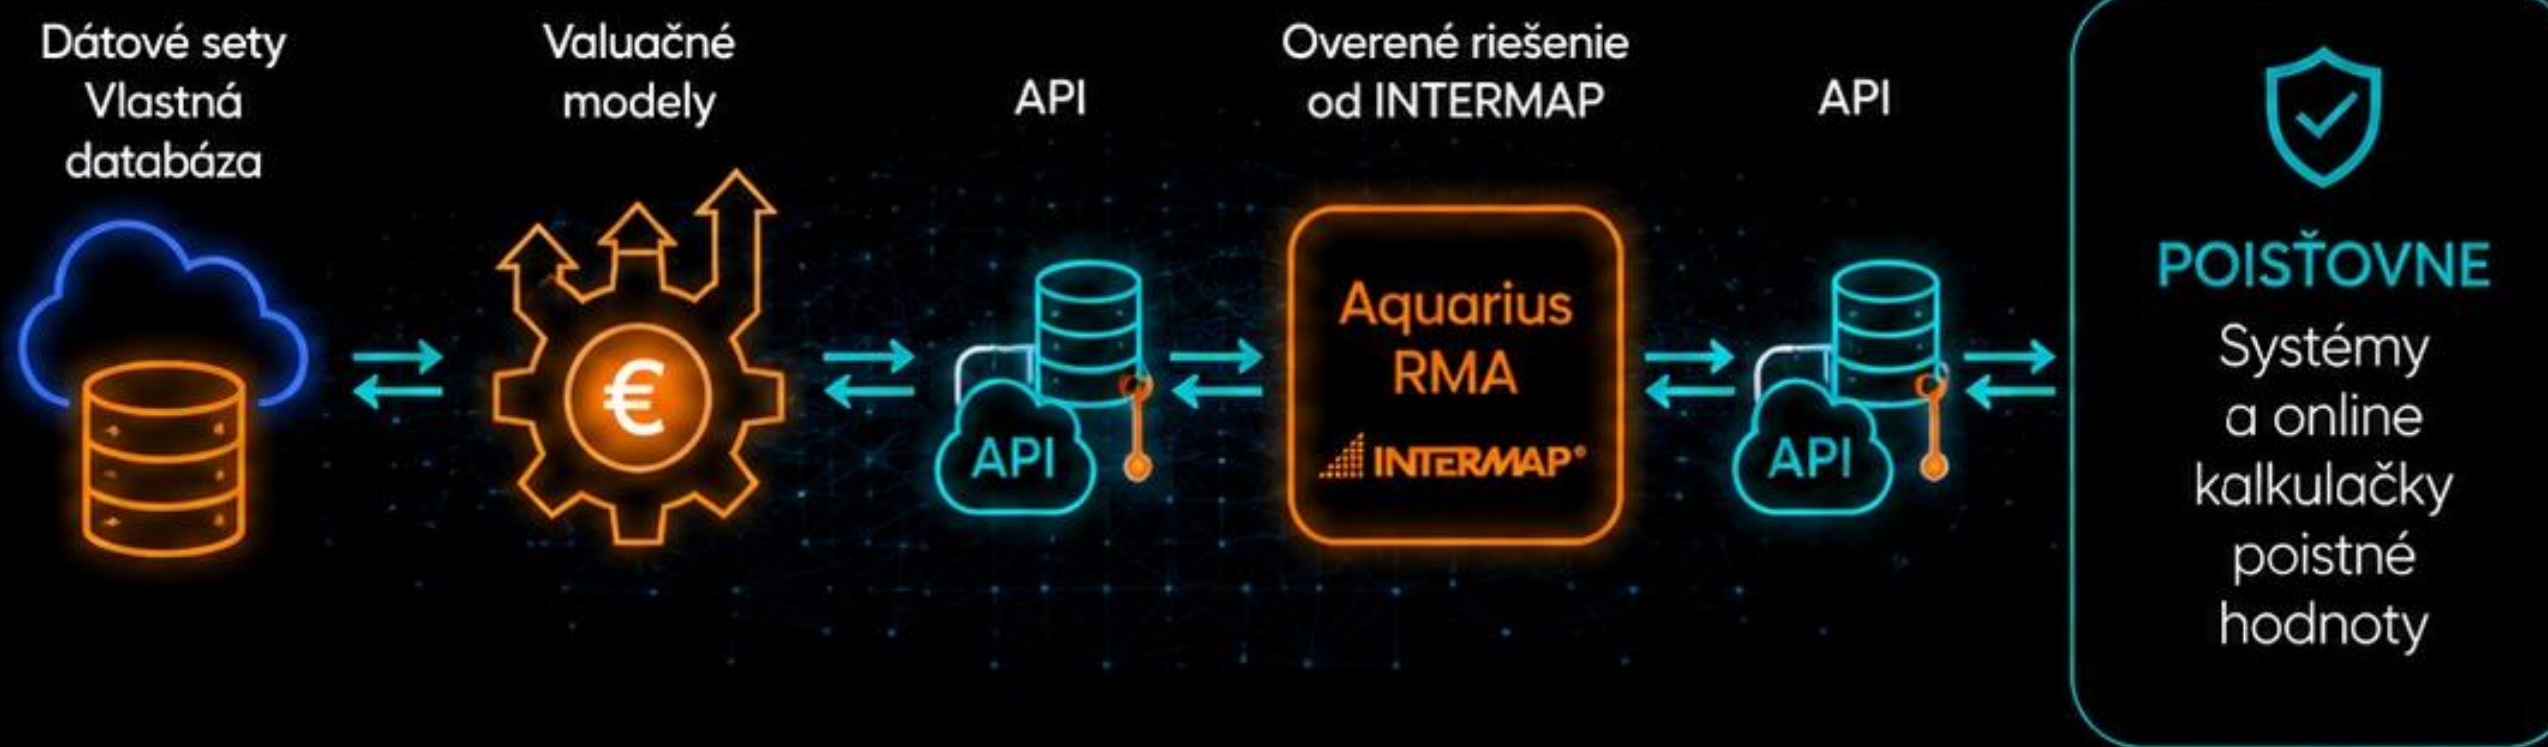 Dátové sety
Vlastná
databáza
Valuačné
modely
API
Overené riešenie
od INTERMAP
API
€
API
Aquarius
RMA
INTERMAP®
API
POISŤOVNE
Systémy
a online
kalkulačky
poistné
hodnoty